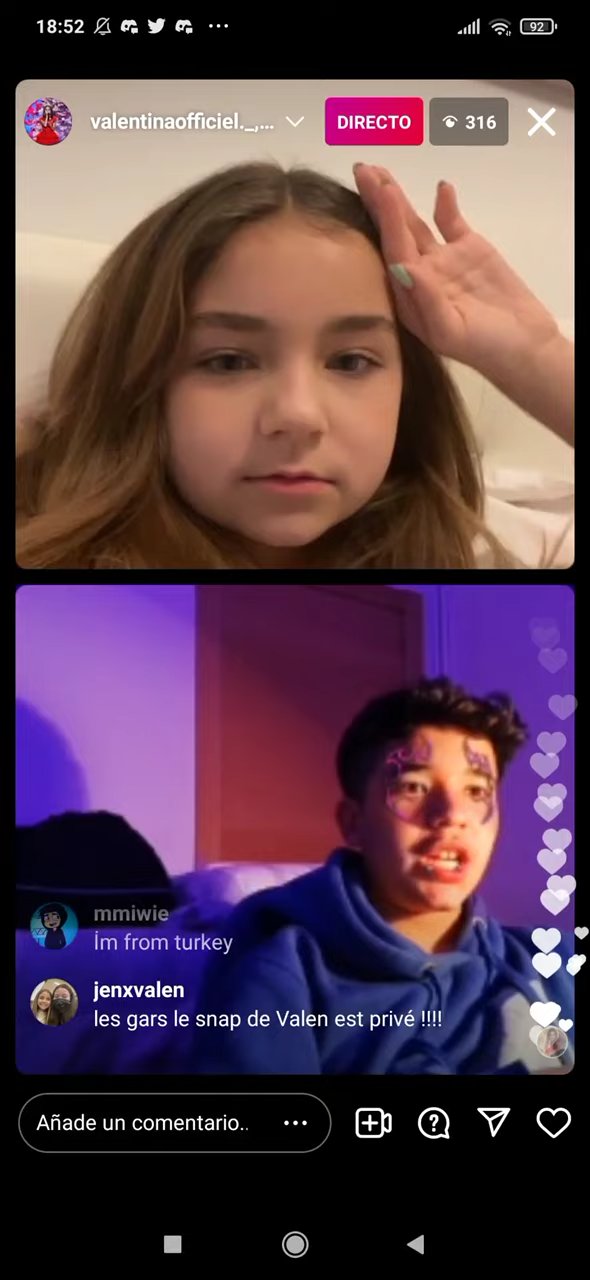 18:52
92
valentinaofficiel._,...
DIRECTO
316
mmiwie
İm from turkey
jenxvalen
les gars le snap de Valen est privé !!!!
Añade un comentario..